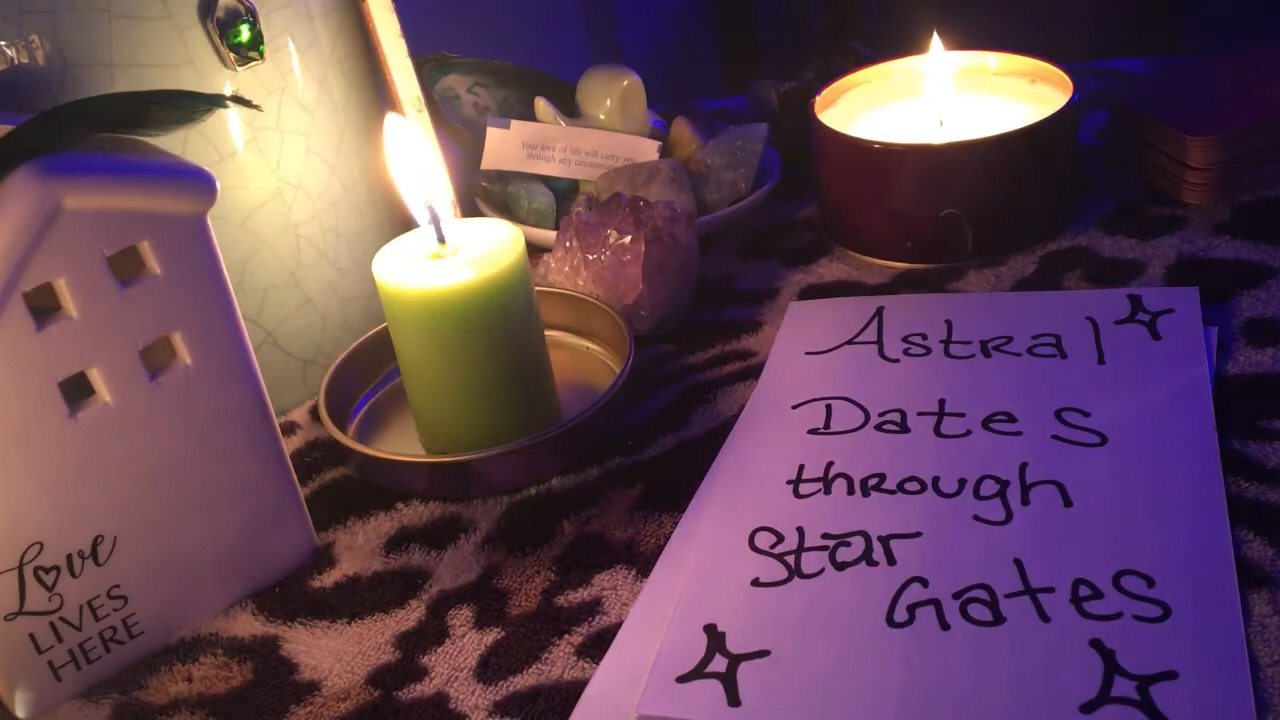 Your love of life will carry you
through any circumstance
Astral
Dates
through
Star
Gates
Love
LIVES
HERE